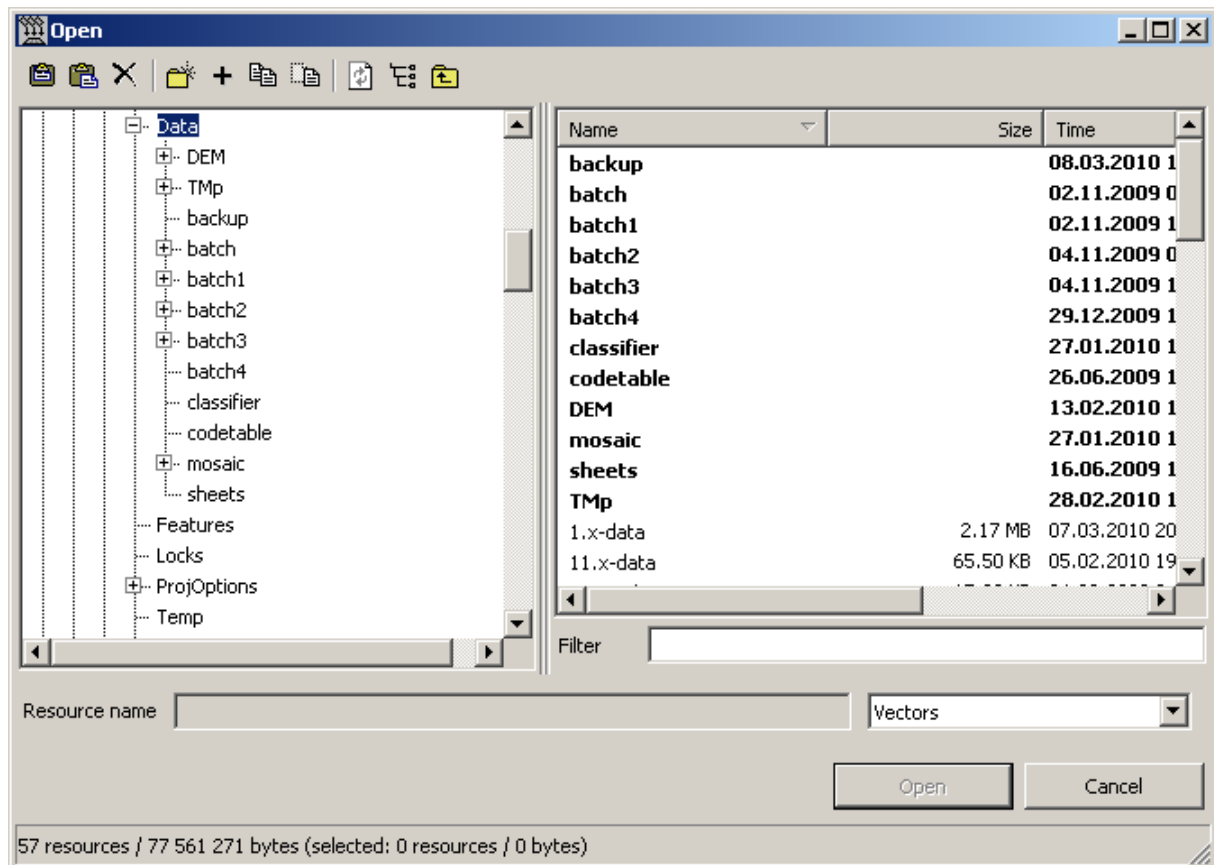 Open
Data
DEM
TMp
backup
batch
batch1
batch2
batch3
batch4
classifier
codetable
mosaic
sheets
Features
Locks
ProjOptions
Temp
Name Size Time
backup 08.03.2010 1
batch 02.11.2009 0
batch1 02.11.2009 1
batch2 04.11.2009 0
batch3 04.11.2009 1
batch4 29.12.2009 1
classifier 27.01.2010 1
codetable 26.06.2009 1
DEM 13.02.2010 1
mosaic 27.01.2010 1
sheets 16.06.2009 1
TMp 28.02.2010 1
1.x-data 2.17 MB 07.03.2010 20
11.x-data 65.50 KB 05.02.2010 19
Filter
Resource name Vectors
Open Cancel
57 resources / 77 561 271 bytes (selected: 0 resources / 0 bytes)